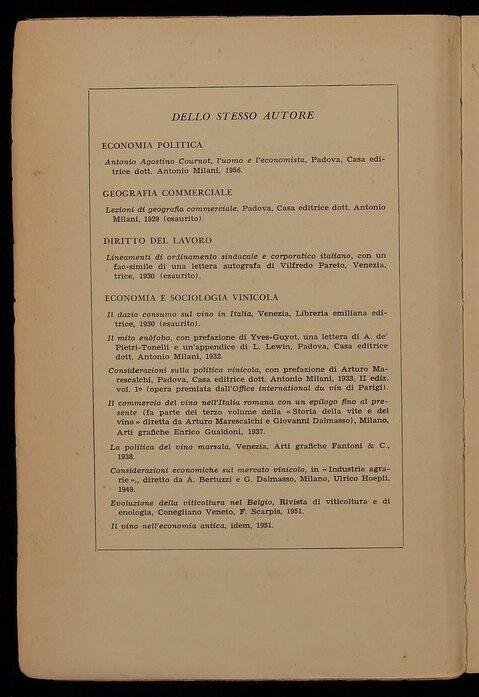 DELLO STESSO AUTORE
ECONOMIA POLITICA
Antonio Agostino Cournot, l'uomo e l'economista, Padova, Casa edi-
trice dott. Antonio Milani, 1956.
GEOGRAFIA COMMERCIALE
Lezioni di geografia commerciale, Padova, Casa editrice dott. Antonio
Milani, 1929 (esaurito).
DIRITTO DEL LAVORO
Lineamenti di ordinamento sindacale e corporatico italiano, con un
fac-simile di una lettera autografa di Vilfredo Pareto, Venezia,
trice, 1930 (esaurito).
ECONOMIA E SOCIOLOGIA VINICOLA
Il dazio consumo sul vino in Italia, Venezia, Libreria emiliana edi-
trice, 1930 (esaurito).
Il mito enòfobo, con prefazione di Yves-Guyot, una lettera di A. de'
Pietri-Tonelli e un'appendice di L. Lewin, Padova, Casa editrice
dott. Antonio Milani, 1932.
Considerazioni sulla politica vinicola, con prefazione di Arturo Ma-
rescalchi, Padova, Casa editrice dott. Antonio Milani, 1933, II ediz.
vol. 1º (opera premiata dall'Office international du vin di Parigi).
Il commercio del vino nell'Italia romana con un epilogo fino al pre-
sente (fa parte del terzo volume della «Storia della vite e del
vino» diretta da Arturo Marescalchi e Giovanni Dalmasso), Milano,
Arti grafiche Enrico Gualdoni, 1937.
La politica del vino marsala, Venezia, Arti grafiche Fantoni & C.,
1938.
Considerazioni economiche sul mercato vinicolo, in «Industrie agra-
rie»,, diretto da A. Bertuzzi e G. Dalmasso, Milano, Ulrico Hoepli,
1949.
Evoluzione della viticoltura nel Belgio, Rivista di viticoltura e di
enologia, Conegliano Veneto, F. Scarpis, 1951.
Il vino nell'economia antica, idem, 1951.